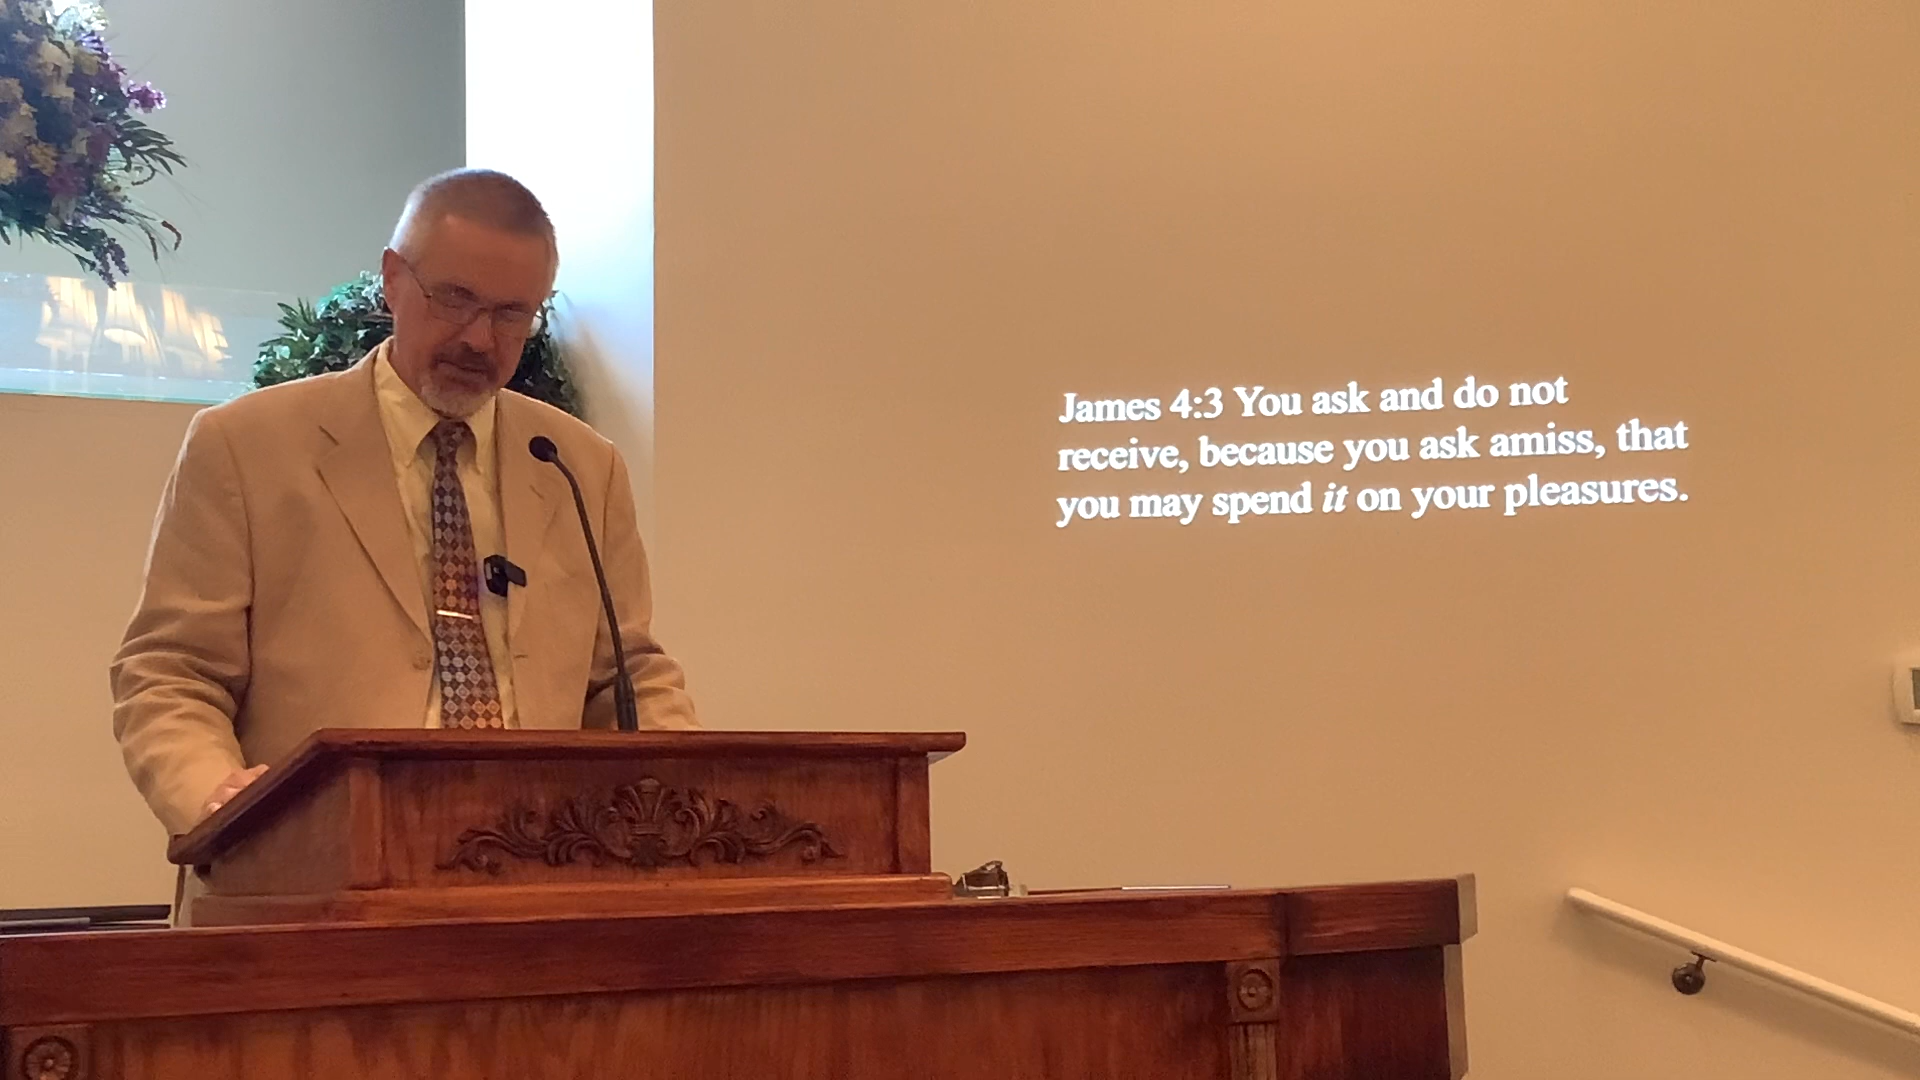 James 4:3 You ask and do not
receive, because you ask amiss, that
you may spend it on your pleasures.